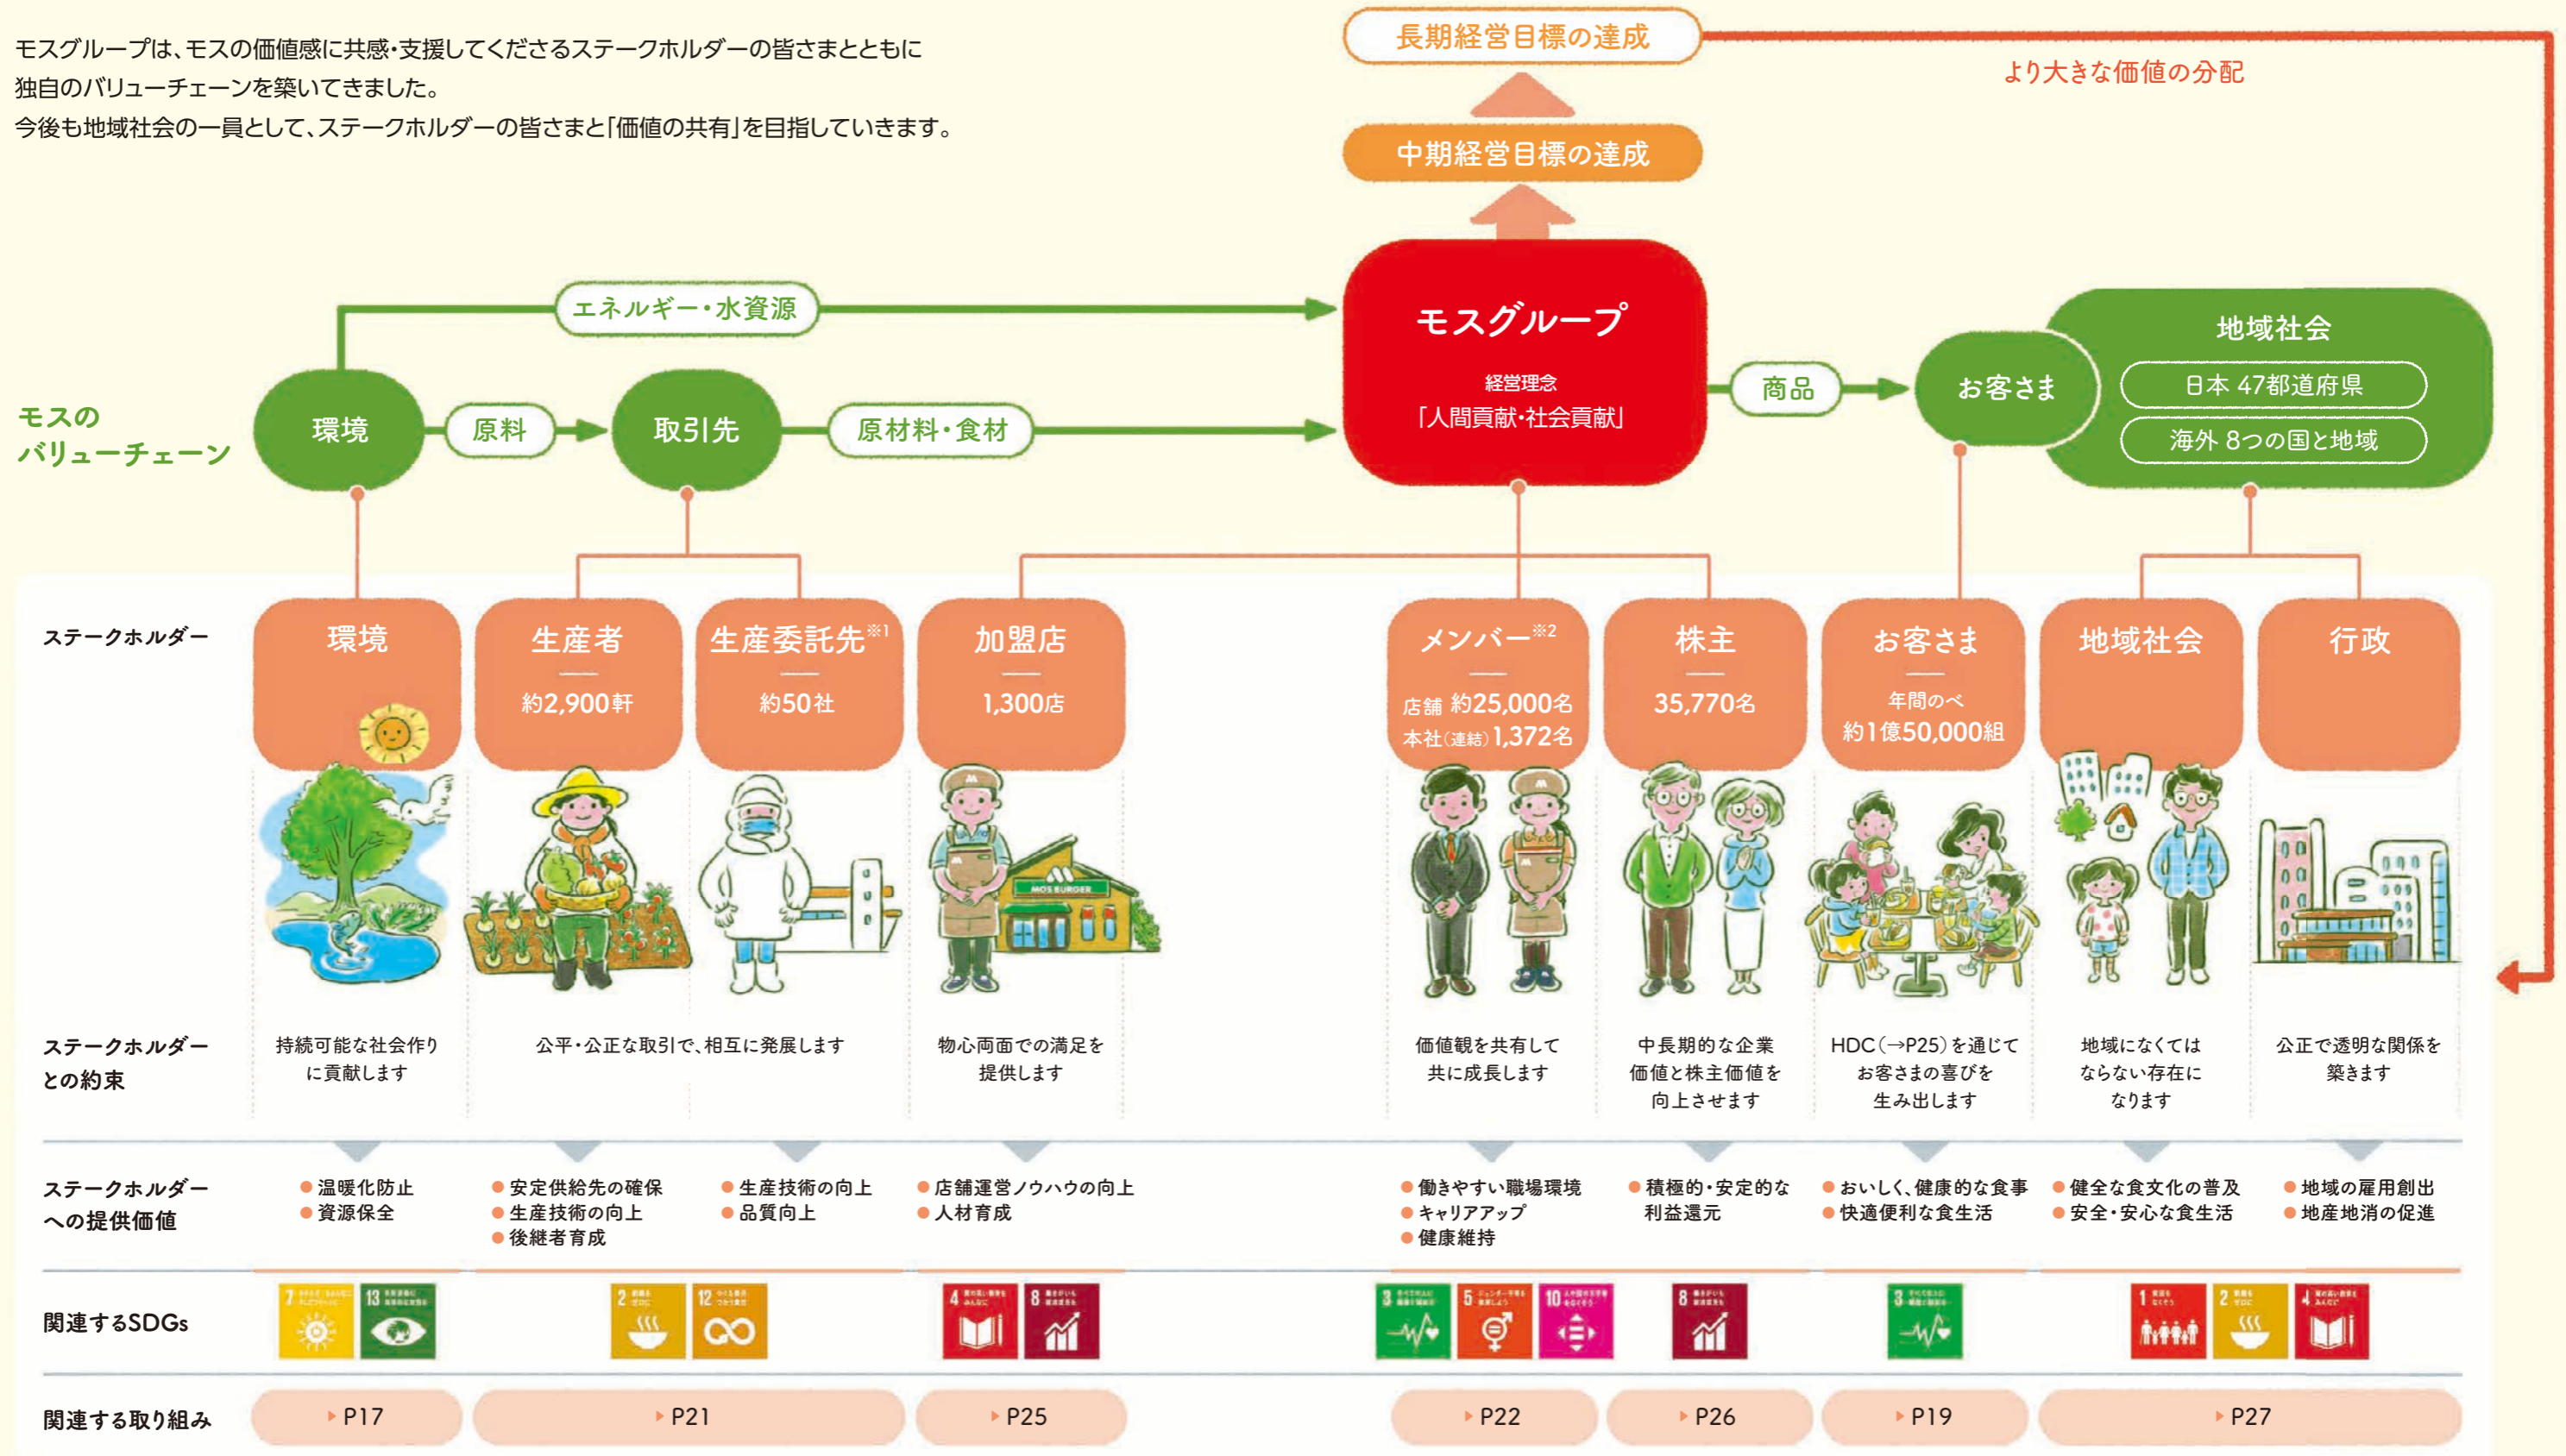 モスグループは、モスの価値感に共感・支援してくださるステークホルダーの皆さまとともに
独自のバリューチェーンを築いてきました。
今後も地域社会の一員として、ステークホルダーの皆さまと「価値の共有」を目指していきます。
長期経営目標の達成
より大きな価値の分配
中期経営目標の達成
エネルギー・水資源
モスグループ
経営理念
「人間貢献・社会貢献」
モスの
バリューチェーン
環境
原料
取引先
原材料・食材
商品
お客さま
地域社会
日本 47都道府県
海外 8つの国と地域
ステークホルダー
環境
生産者
約2,900軒
生産委託先※1
約50社
加盟店
1,300店
メンバー※2
店舗 約25,000名
本社(連結)1,372名
株主
35,770名
お客さま
年間のべ
約1億50,000組
地域社会
行政
MOS BURGER
ステークホルダー
との約束
持続可能な社会作り
に貢献します
公平・公正な取引で、相互に発展します
物心両面での満足を
提供します
価値観を共有して
共に成長します
中長期的な企業
価値と株主価値を
向上させます
HDC(→P25)を通じて
お客さまの喜びを
生み出します
地域になくては
ならない存在に
なります
公正で透明な関係を
築きます
ステークホルダー
への提供価値
● 温暖化防止
● 資源保全
● 安定供給先の確保
● 生産技術の向上
● 後継者育成
● 生産技術の向上
● 品質向上
● 店舗運営ノウハウの向上
● 人材育成
● 働きやすい職場環境
● キャリアアップ
● 健康維持
● 積極的・安定的な
利益還元
● おいしく、健康的な食事
● 快適便利な食生活
● 健全な食文化の普及
● 安全・安心な食生活
● 地域の雇用創出
● 地産地消の促進
関連するSDGs
7
13
2
12
4
8
3
5
10
8
3
1
2
4
関連する取り組み
P17
P21
P25
P22
P26
P19
P27